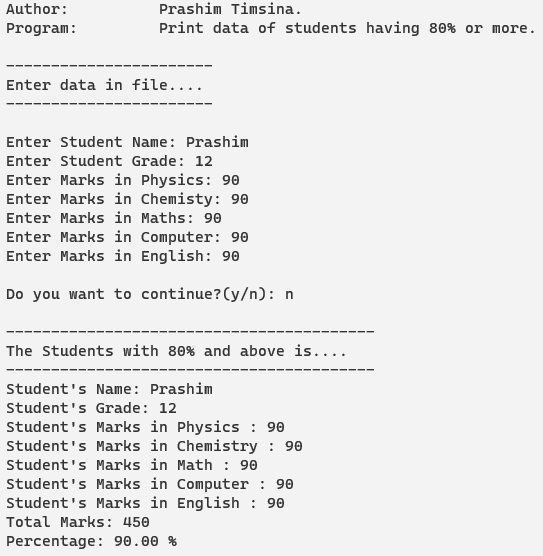 Author:          Prashim Timsina.
Program:         Print data of students having 80% or more.
-----------------------
Enter data in file....
-----------------------
Enter Student Name: Prashim
Enter Student Grade: 12
Enter Marks in Physics: 90
Enter Marks in Chemisty: 90
Enter Marks in Maths: 90
Enter Marks in Computer: 90
Enter Marks in English: 90
Do you want to continue?(y/n): n
-----------------------------------------
The Students with 80% and above is....
-----------------------------------------
Student's Name: Prashim
Student's Grade: 12
Student's Marks in Physics : 90
Student's Marks in Chemistry : 90
Student's Marks in Math : 90
Student's Marks in Computer : 90
Student's Marks in English : 90
Total Marks: 450
Percentage: 90.00 %